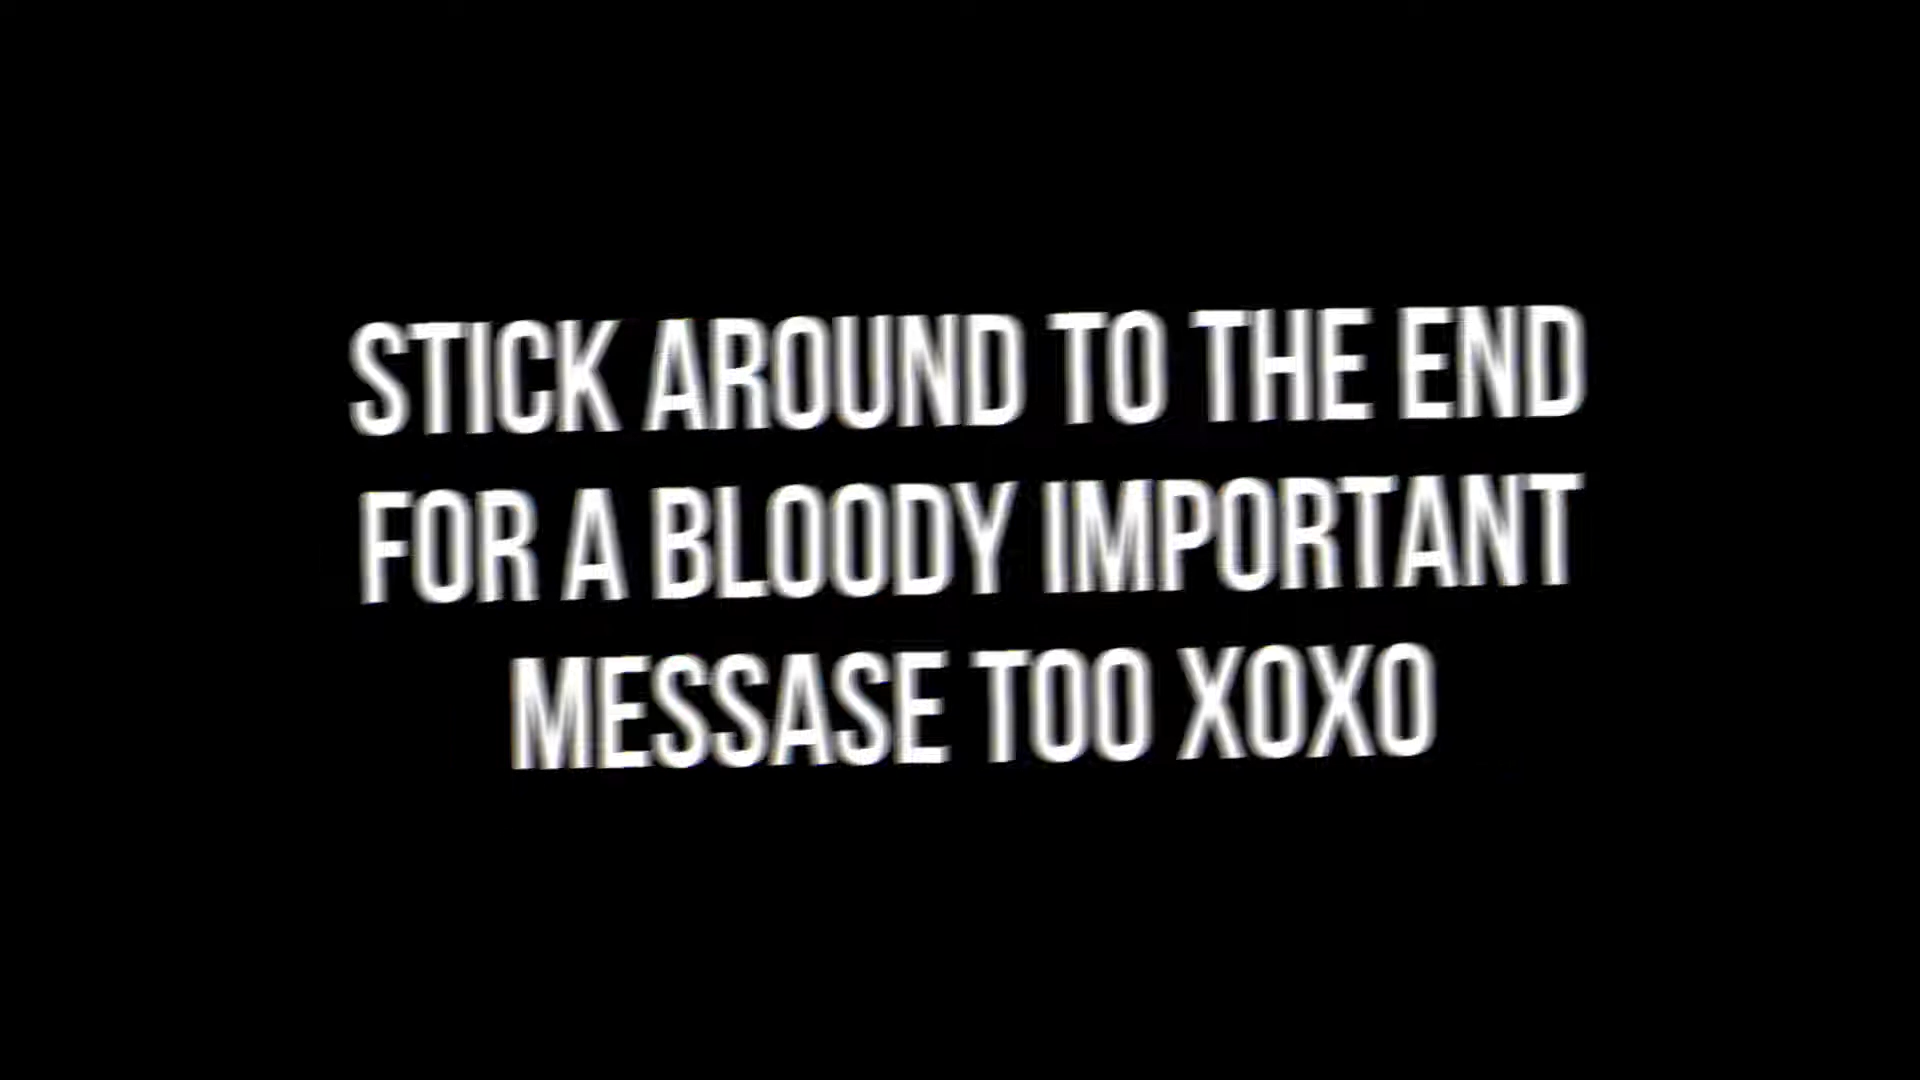 STICK AROUND TO THE END
FOR A BLOODY IMPORTANT
MESSASE TOO XOXO